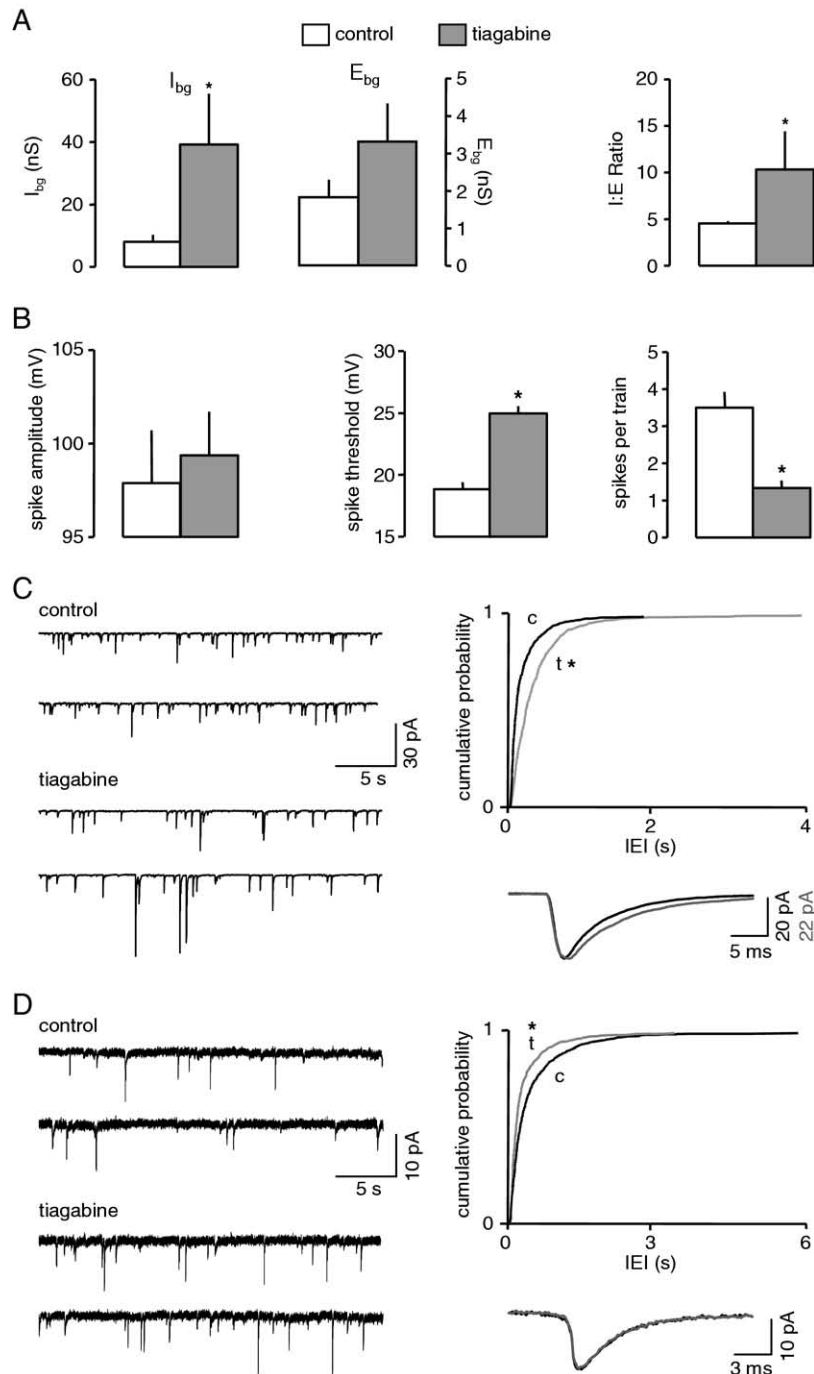 A
control
tiagabine
I_bg
E_bg
I_bg (nS)
60
40
20
0
*
E_bg (nS)
5
4
3
2
1
0
I:E Ratio
20
15
10
5
0
*
B
spike amplitude (mV)
105
100
95
spike threshold (mV)
30
25
20
15
*
spikes per train
5
4
3
2
1
0
*
C
control
30 pA
5 s
tiagabine
cumulative probability
1
0
c
t *
0 2 4
IEI (s)
20 pA
22 pA
5 ms
D
control
10 pA
5 s
tiagabine
cumulative probability
1
0
*
t
c
0 3 6
IEI (s)
10 pA
3 ms